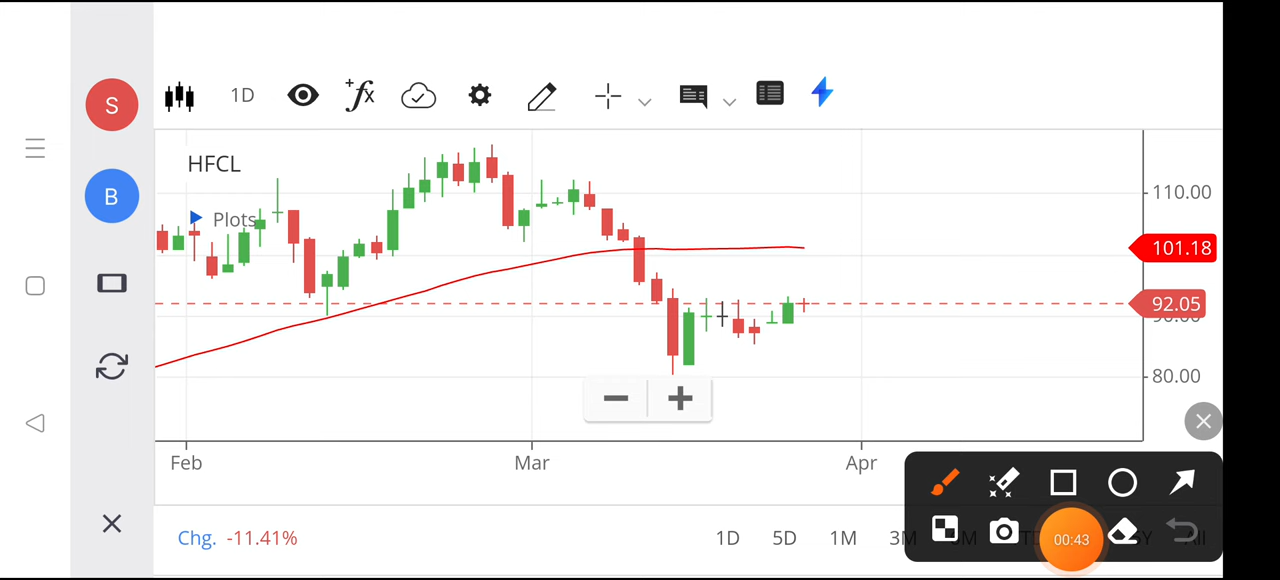 S
1D
+fx
HFCL
110.00
B
Plots
101.18
92.05
80.00
Feb
Mar
Apr
Chg. -11.41%
1D 5D 1M
00:43